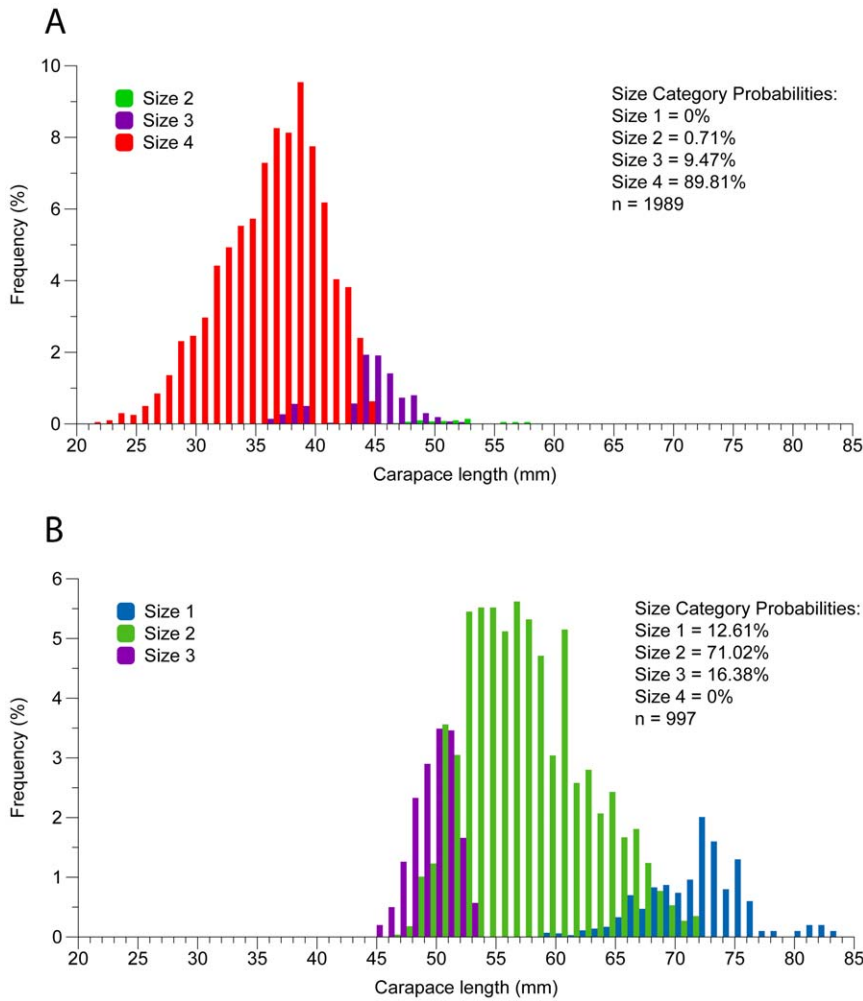 A
10
8
6
4
2
0
Frequency (%)
Size 2
Size 3
Size 4
Size Category Probabilities:
Size 1 = 0%
Size 2 = 0.71%
Size 3 = 9.47%
Size 4 = 89.81%
n = 1989
20 25 30 35 40 45 50 55 60 65 70 75 80 85
Carapace length (mm)
B
6
5
4
3
2
1
0
Frequency (%)
Size 1
Size 2
Size 3
Size Category Probabilities:
Size 1 = 12.61%
Size 2 = 71.02%
Size 3 = 16.38%
Size 4 = 0%
n = 997
20 25 30 35 40 45 50 55 60 65 70 75 80 85
Carapace length (mm)